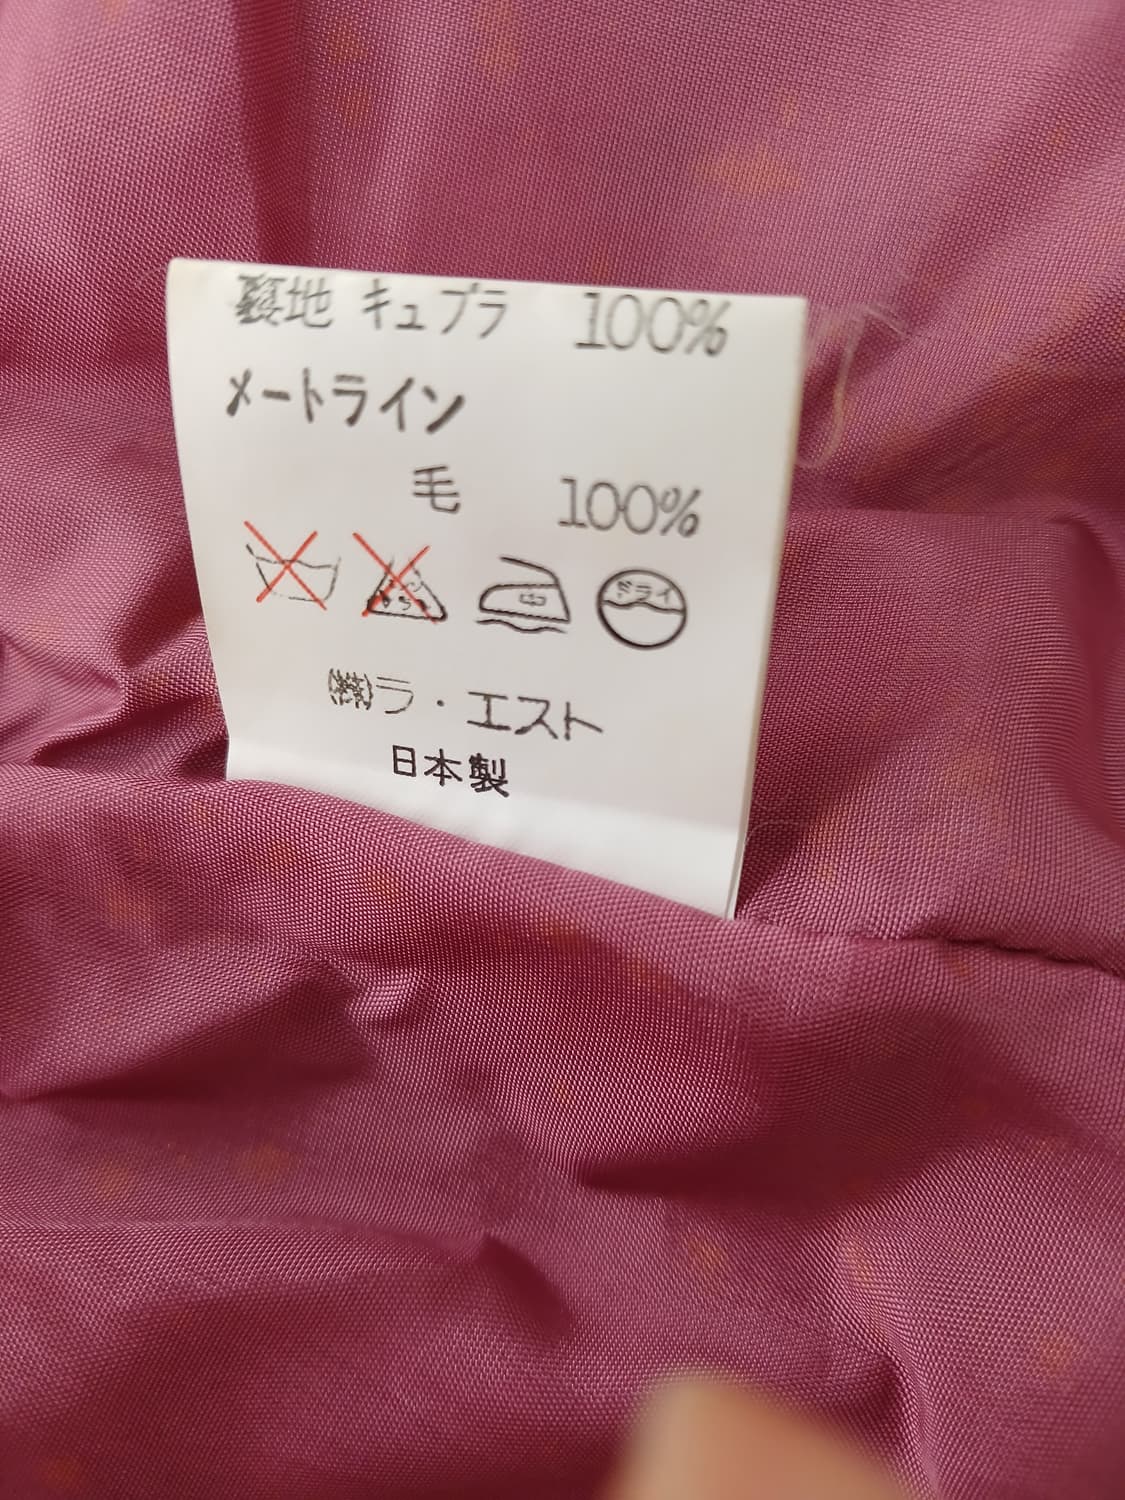 裏地 キュプラ 100%
メートライン
毛 100%
中
ドライ
㈱ラ・エスト
日本製